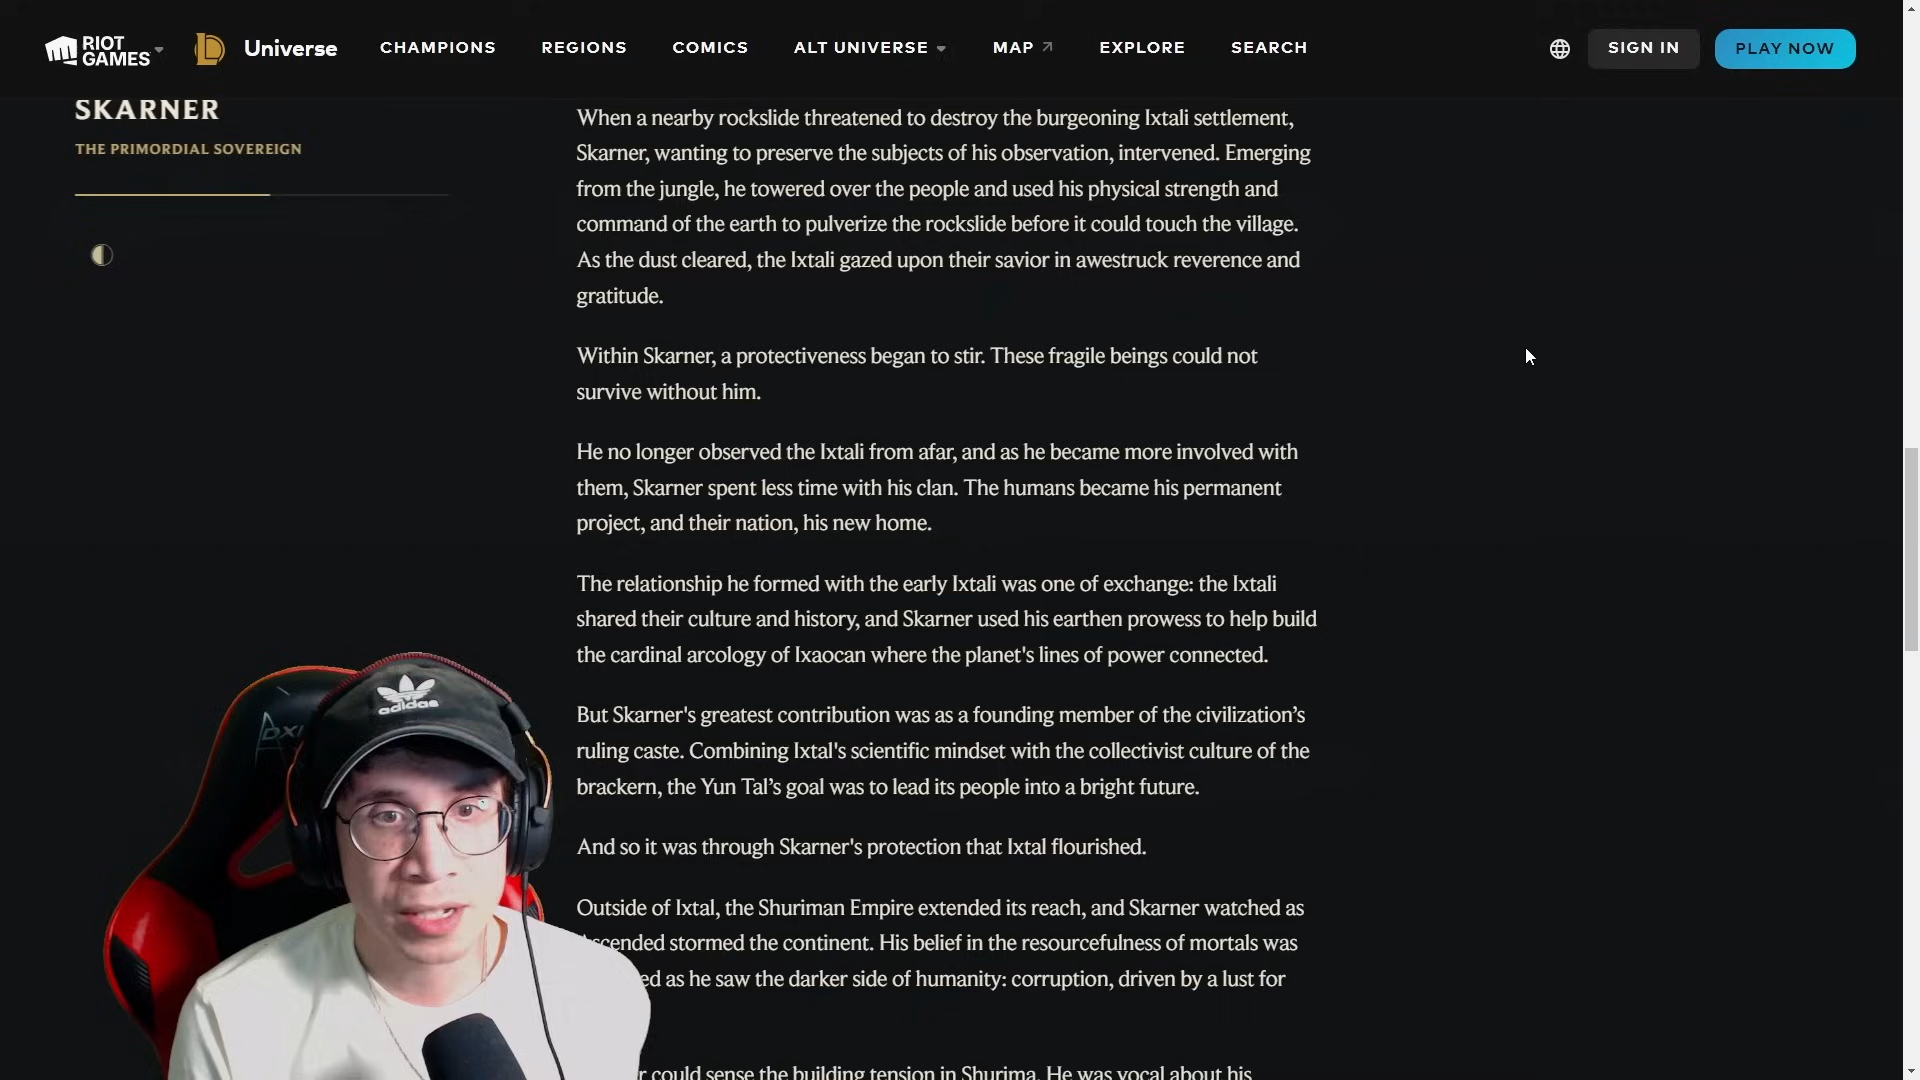 RIOT
GAMES
Universe
CHAMPIONS
REGIONS
COMICS
ALT UNIVERSE
MAP
EXPLORE
SEARCH
SIGN IN
PLAY NOW
SKARNER
THE PRIMORDIAL SOVEREIGN
When a nearby rockslide threatened to destroy the burgeoning Ixtali settlement,
Skarner, wanting to preserve the subjects of his observation, intervened. Emerging
from the jungle, he towered over the people and used his physical strength and
command of the earth to pulverize the rockslide before it could touch the village.
As the dust cleared, the Ixtali gazed upon their savior in awestruck reverence and
gratitude.
Within Skarner, a protectiveness began to stir. These fragile beings could not
survive without him.
He no longer observed the Ixtali from afar, and as he became more involved with
them, Skarner spent less time with his clan. The humans became his permanent
project, and their nation, his new home.
The relationship he formed with the early Ixtali was one of exchange: the Ixtali
shared their culture and history, and Skarner used his earthen prowess to help build
the cardinal arcology of Ixaocan where the planet's lines of power connected.
But Skarner's greatest contribution was as a founding member of the civilization’s
ruling caste. Combining Ixtal's scientific mindset with the collectivist culture of the
brackern, the Yun Tal’s goal was to lead its people into a bright future.
And so it was through Skarner's protection that Ixtal flourished.
Outside of Ixtal, the Shuriman Empire extended its reach, and Skarner watched as
Ascended stormed the continent. His belief in the resourcefulness of mortals was
as he saw the darker side of humanity: corruption, driven by a lust for
could sense the building tension in Shurima. He was vocal about his
adidas